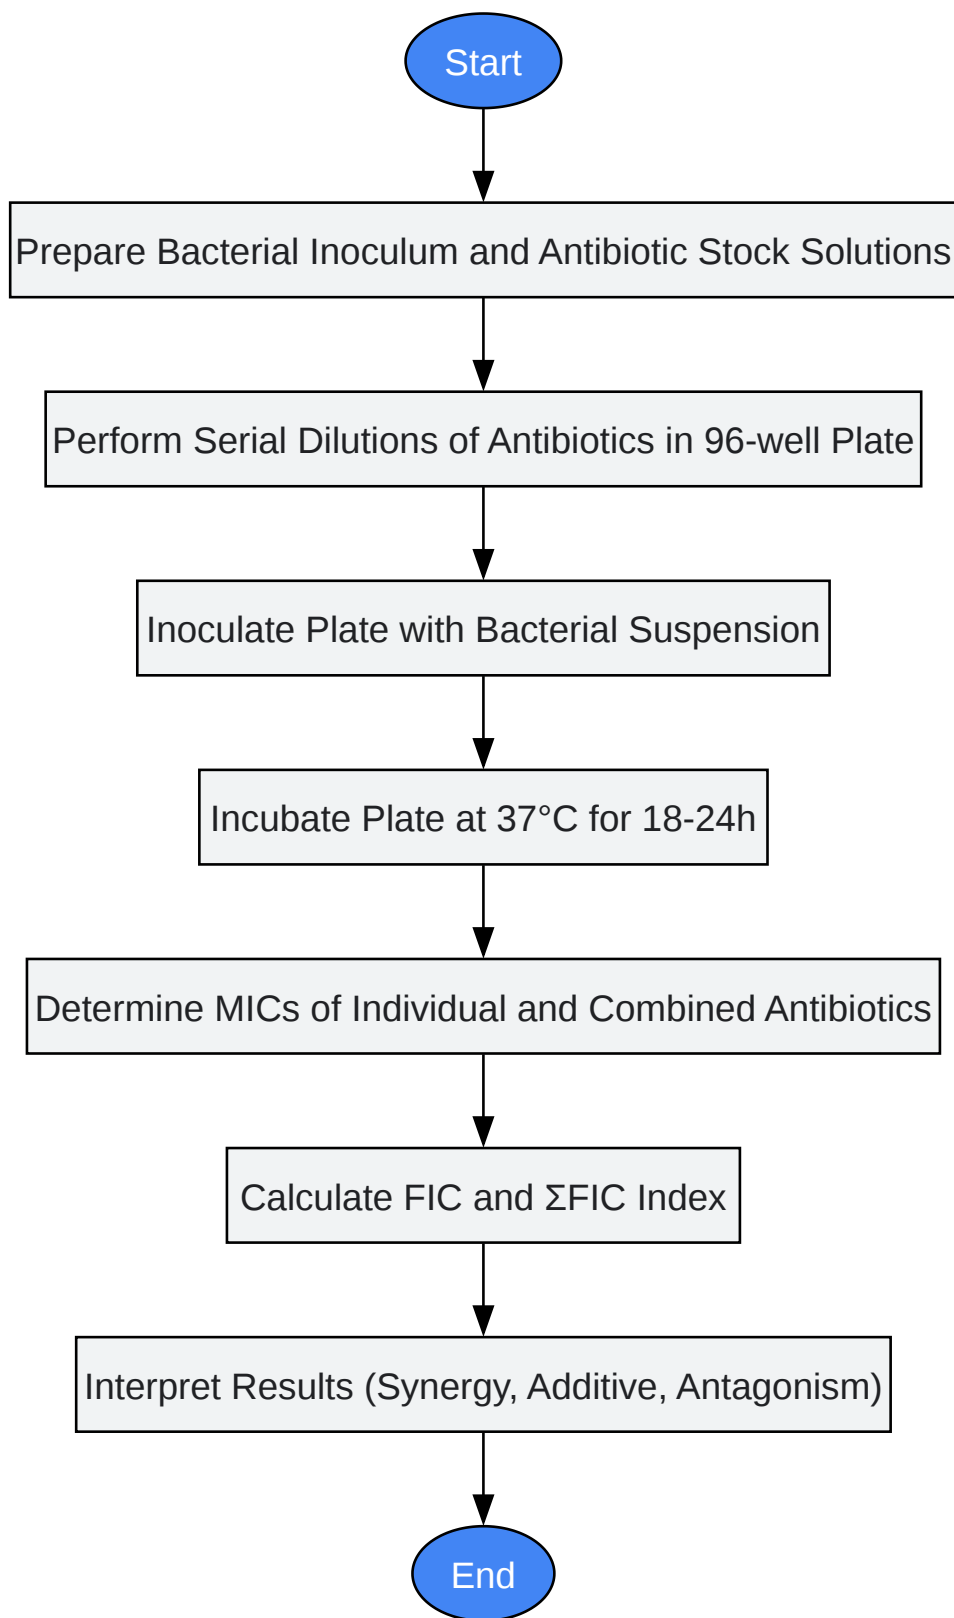 Start
Prepare Bacterial Inoculum and Antibiotic Stock Solutions
Perform Serial Dilutions of Antibiotics in 96-well Plate
Inoculate Plate with Bacterial Suspension
Incubate Plate at 37°C for 18-24h
Determine MICs of Individual and Combined Antibiotics
Calculate FIC and ΣFIC Index
Interpret Results (Synergy, Additive, Antagonism)
End